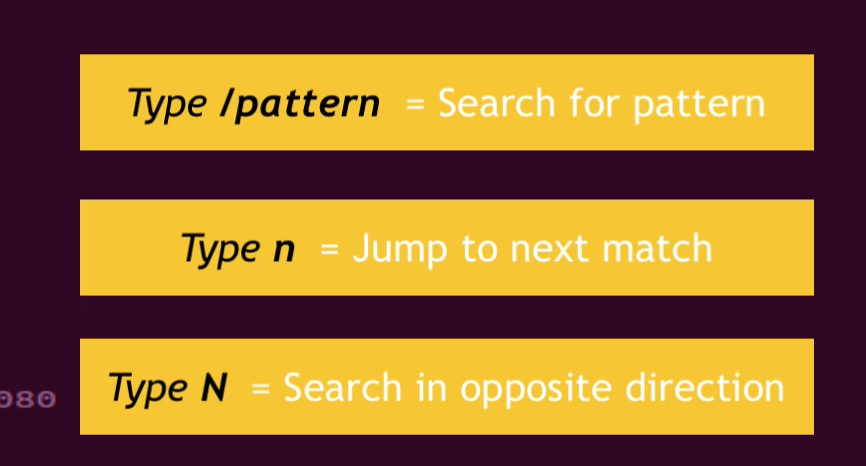 Type /pattern = Search for pattern
Type n = Jump to next match
080 Type N = Search in opposite direction